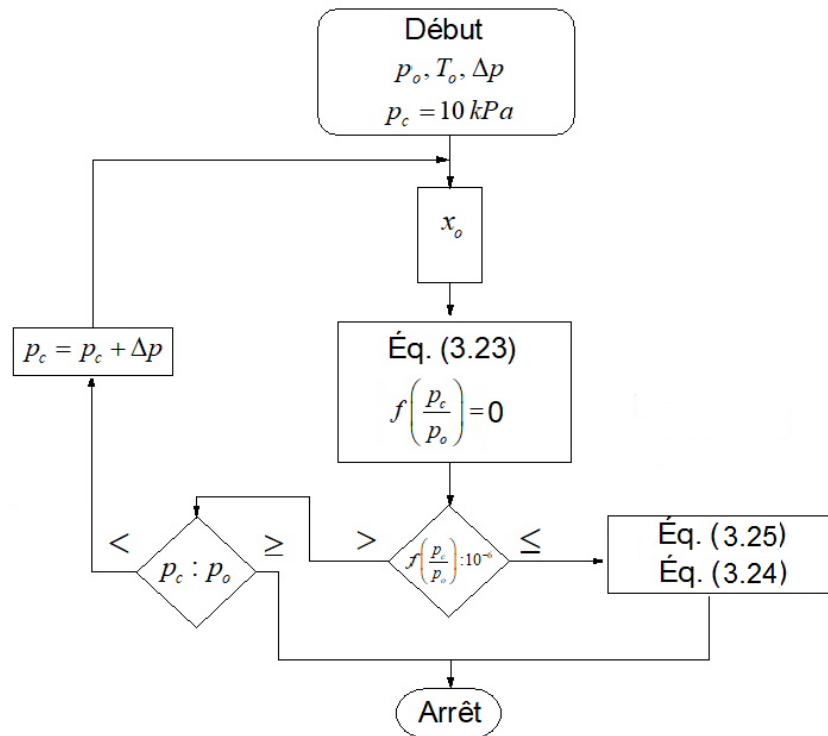 Début
p_o, T_o, Δp
p_c = 10 kPa
x_o
Éq. (3.23)
f(p_c/p_o) = 0
p_c = p_c + Δp
<
p_c : p_o
≥
>
f(p_c/p_o) : 10⁻⁶
≤
Éq. (3.25)
Éq. (3.24)
Arrêt